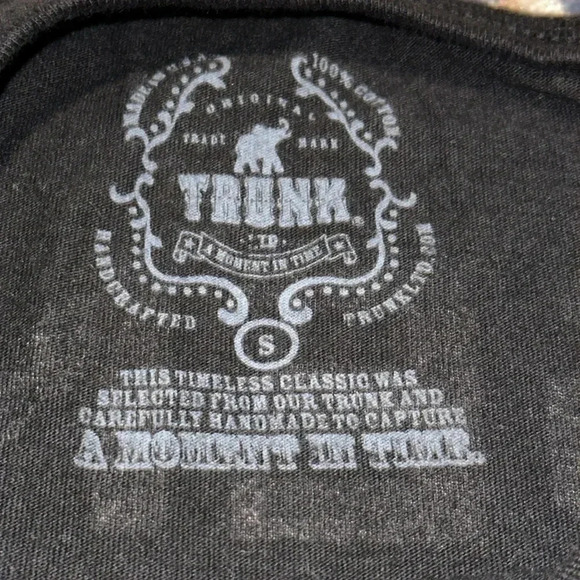 MADE IN U.S.A.
100% COTTON
ORIGINAL
TRADE MARK
TRUNK®
LTD
A MOMENT IN TIME
HANDCRAFTED
TRUNKLTD.COM
S
THIS TIMELESS CLASSIC WAS
SELECTED FROM OUR TRUNK AND
CAREFULLY HANDMADE TO CAPTURE
A MOMENT IN TIME.